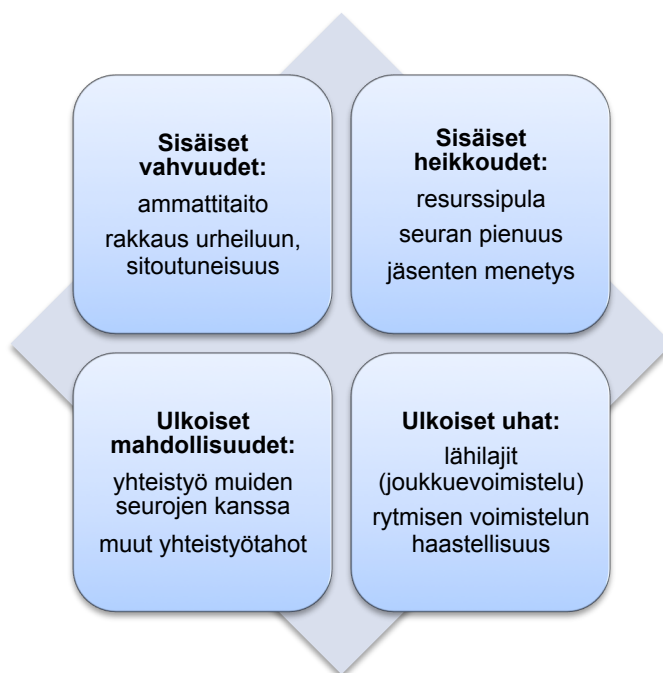 Sisäiset
vahvuudet:
ammattitaito
rakkaus urheiluun,
sitoutuneisuus
Sisäiset
heikkoudet:
resurssipula
seuran pienuus
jäsenten menetys
Ulkoiset
mahdollisuudet:
yhteistyö muiden
seurojen kanssa
muut yhteistyötahot
Ulkoiset uhat:
lähilajit
(joukkuevoimistelu)
rytmisen voimistelun
haastellisuus